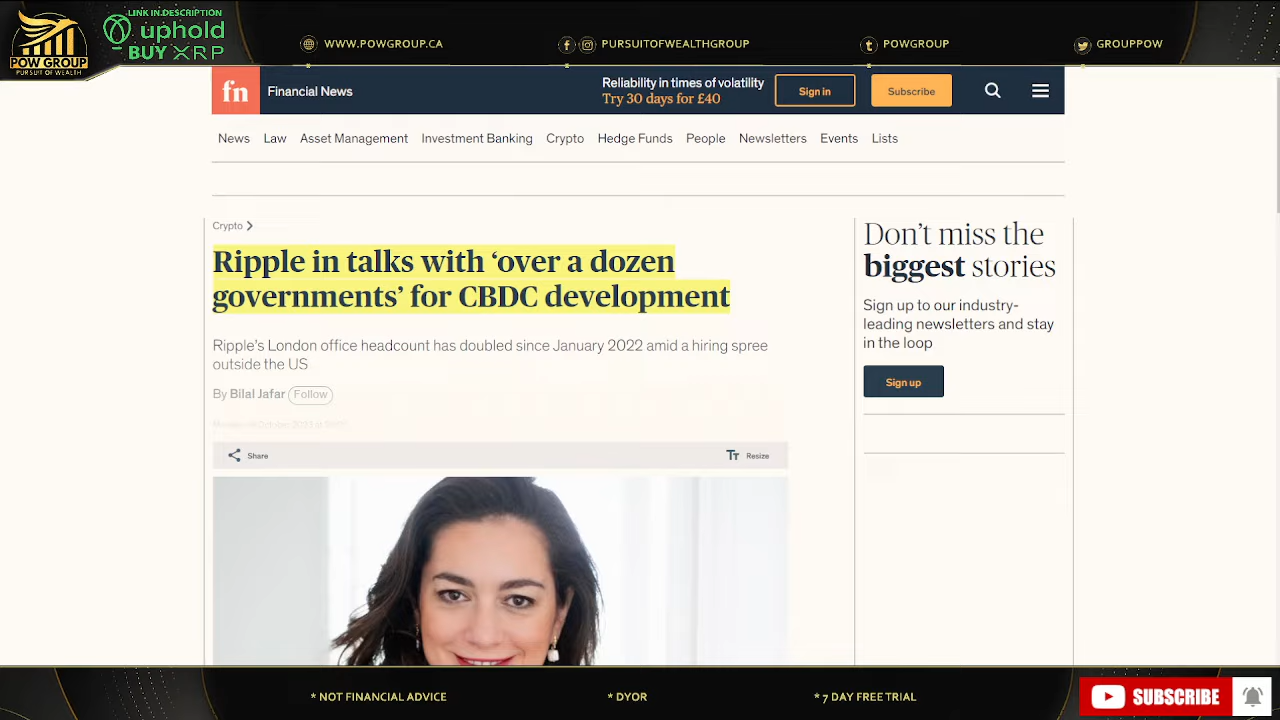 LINK IN DESCRIPTION
uphold
BUY XRP
POW GROUP
PURSUIT OF WEALTH
WWW.POWGROUP.CA
PURSUITOFWEALTHGROUP
POWGROUP
GROUPPOW
fn
Financial News
Reliability in times of volatility
Try 30 days for £40
Sign in
Subscribe
News Law Asset Management Investment Banking Crypto Hedge Funds People Newsletters Events Lists
Crypto
Ripple in talks with ‘over a dozen
governments’ for CBDC development
Ripple’s London office headcount has doubled since January 2022 amid a hiring spree
outside the US
By Bilal Jafar Follow
Share
Resize
Don’t miss the
biggest stories
Sign up to our industry-
leading newsletters and stay
in the loop
Sign up
* NOT FINANCIAL ADVICE
* DYOR
* 7 DAY FREE TRIAL
SUBSCRIBE